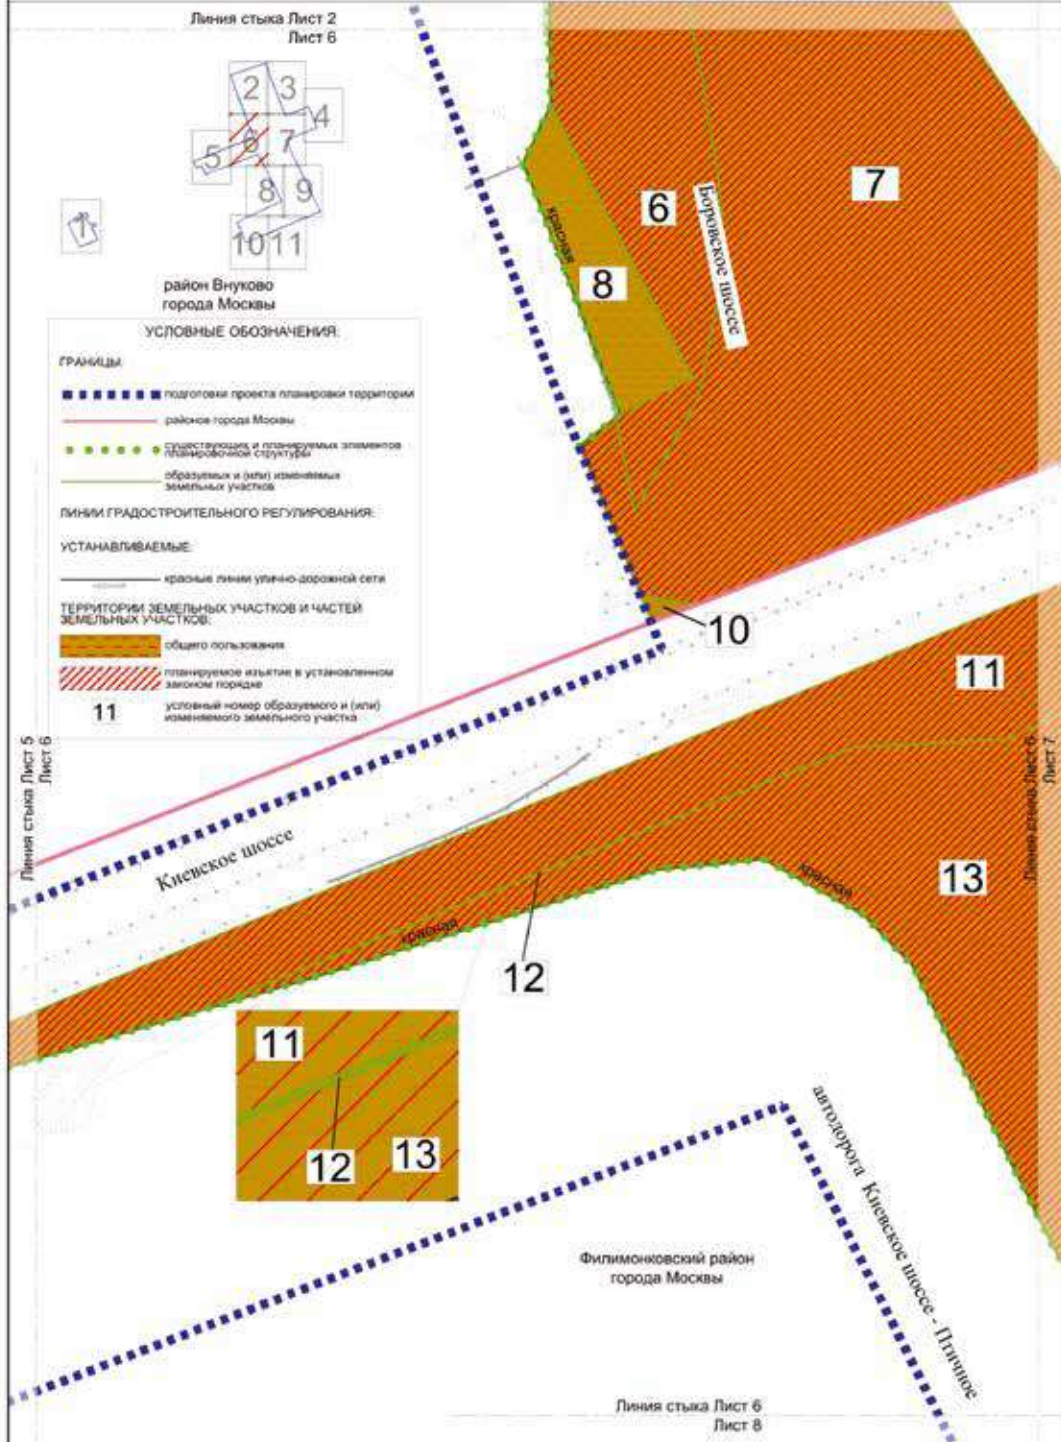 Линия стыка Лист 2
Лист 6
2
3
4
5
6
7
8
9
10
11
1
район Внуково
города Москвы
УСЛОВНЫЕ ОБОЗНАЧЕНИЯ:
ГРАНИЦЫ:
подготовки проекта планировки территории
районов города Москвы
существующих и планируемых элементов
планировочной структуры
образуемых и (или) изменяемых
земельных участков
ЛИНИИ ГРАДОСТРОИТЕЛЬНОГО РЕГУЛИРОВАНИЯ:
УСТАНАВЛИВАЕМЫЕ:
красные линии улично-дорожной сети
ТЕРРИТОРИИ ЗЕМЕЛЬНЫХ УЧАСТКОВ И ЧАСТЕЙ
ЗЕМЕЛЬНЫХ УЧАСТКОВ:
общего пользования
планируемое изъятие в установленном
законом порядке
11
условный номер образуемого и (или)
изменяемого земельного участка
6
7
8
красная
Боровское шоссе
10
11
Линия стыка Лист 5
Лист 6
Линия стыка Лист 6
Лист 7
Киевское шоссе
красная
красная
13
12
11
12
13
автодорога Киевское шоссе - Птичное
Филимонковский район
города Москвы
Линия стыка Лист 6
Лист 8